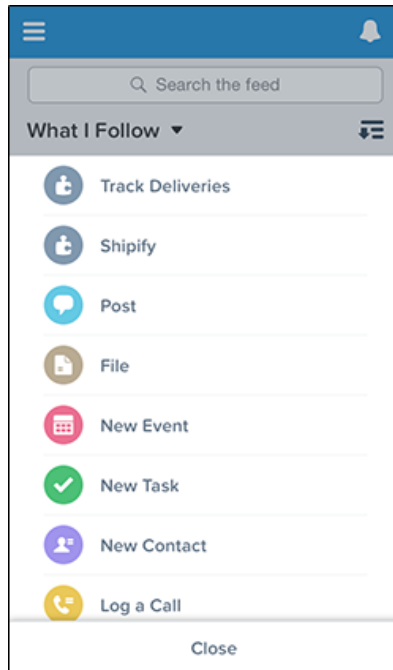 Search the feed
What I Follow
Track Deliveries
Shipify
Post
File
New Event
New Task
New Contact
Log a Call
Close